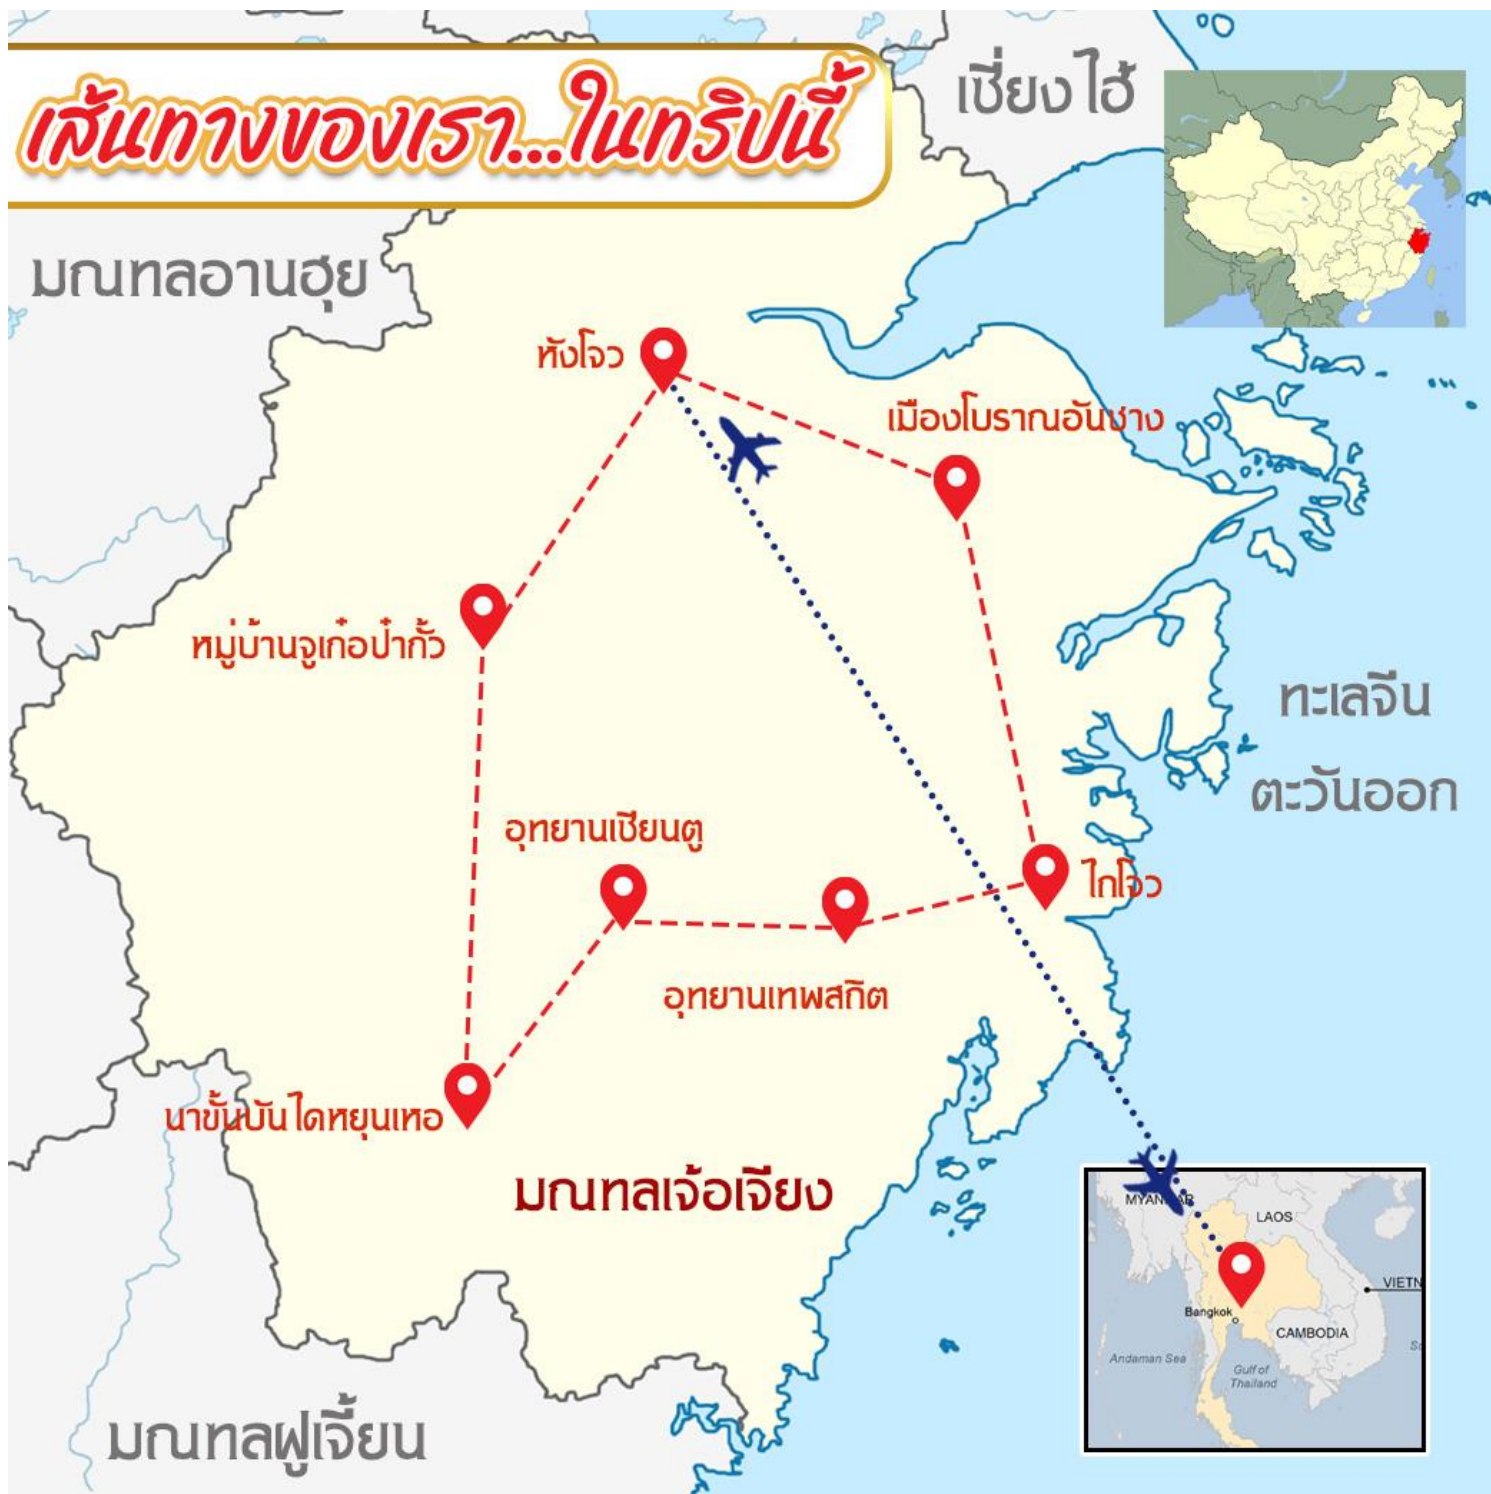 เส้นทางของเรา...ในทริปนี้
เซี่ยงไฮ้
มณฑลอานฮุย
หังโจว
เมืองโบราณอันชาง
หมู่บ้านจูเก๋อป๋ากั้ว
ทะเลจีน
ตะวันออก
อุทยานเซียนตู
ไทโจว
อุทยานเทพสถิต
นาขั้นบันไดหยุนเหอ
มณฑลเจ้อเจียง
มณฑลฝูเจี้ยน
MYANMAR
LAOS
VIETN
Bangkok
CAMBODIA
Andaman Sea
Gulf of
Thailand